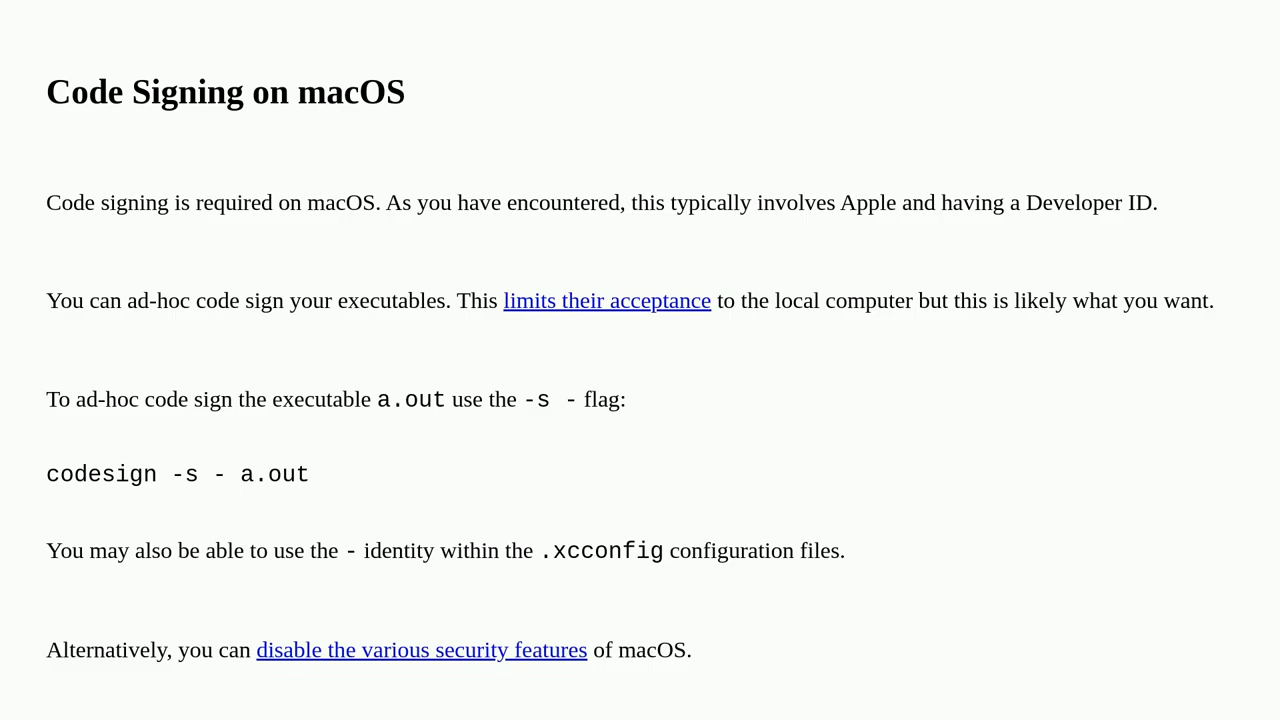 Code Signing on macOS
Code signing is required on macOS. As you have encountered, this typically involves Apple and having a Developer ID.
You can ad-hoc code sign your executables. This limits their acceptance to the local computer but this is likely what you want.
To ad-hoc code sign the executable a.out use the -s - flag:
codesign -s - a.out
You may also be able to use the - identity within the .xcconfig configuration files.
Alternatively, you can disable the various security features of macOS.